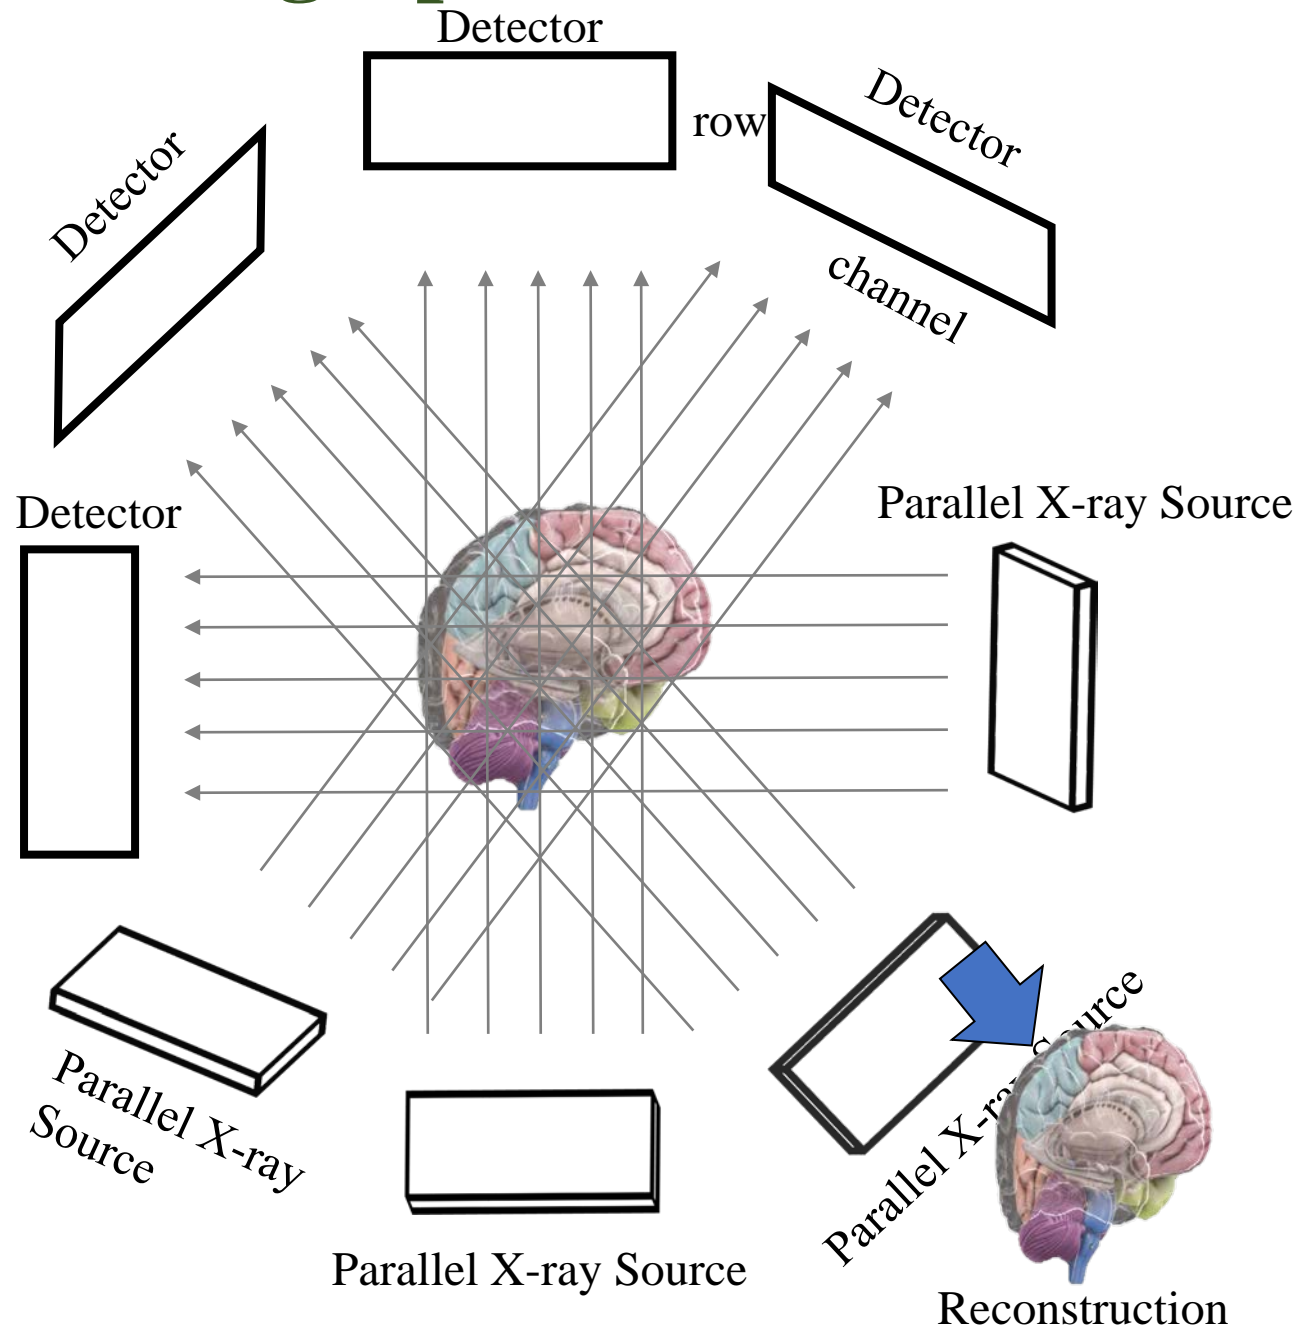 Detector
Detector
row
Detector
channel
Parallel X-ray Source
Detector
Parallel X-ray
Source
Parallel X-ray Source
Parallel X-ray Source
Reconstruction